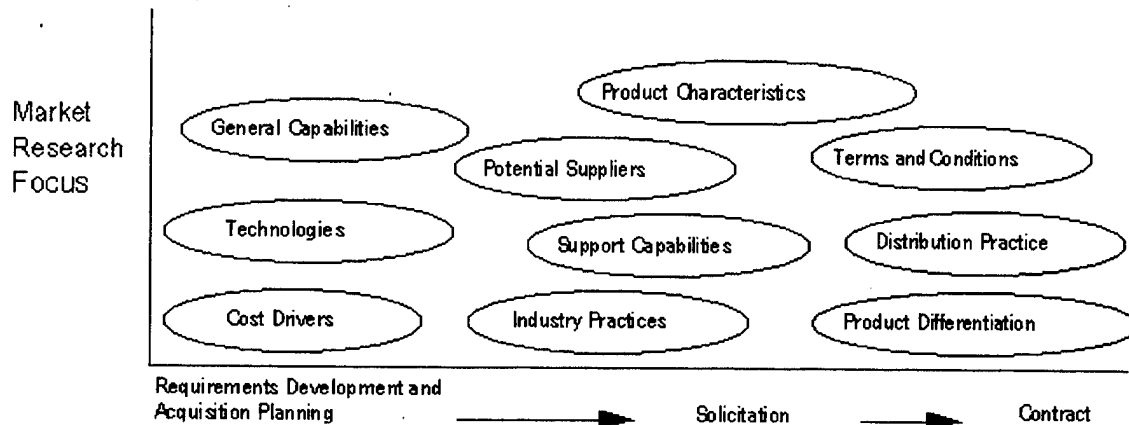 Market
Research
Focus
Product Characteristics
General Capabilities
Potential Suppliers
Terms and Conditions
Technologies
Support Capabilities
Distribution Practice
Cost Drivers
Industry Practices
Product Differentiation
Requirements Development and
Acquisition Planning
Solicitation
Contract